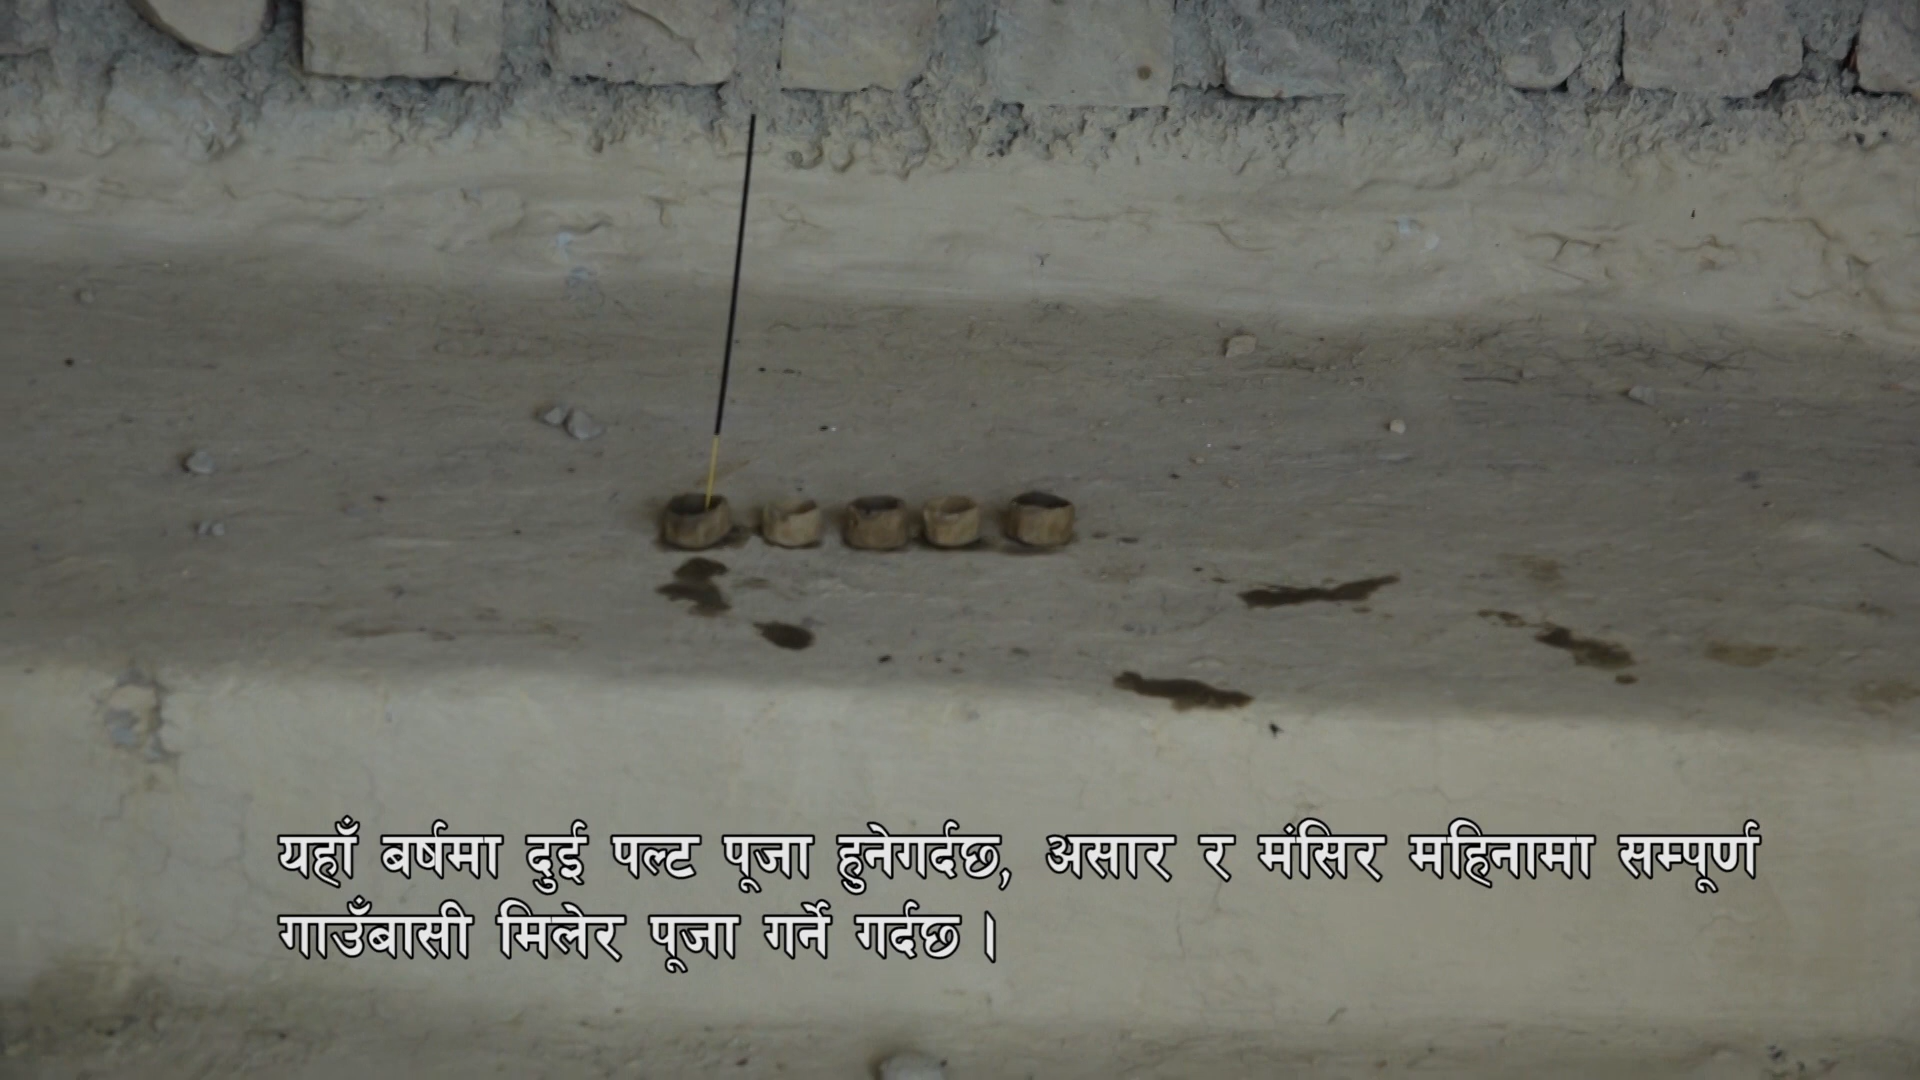 यहाँ बर्षमा दुई पल्ट पूजा हुनेगर्दछ, असार र मंसिर महिनामा सम्पूर्ण
गाउँबासी मिलेर पूजा गर्ने गर्दछ ।